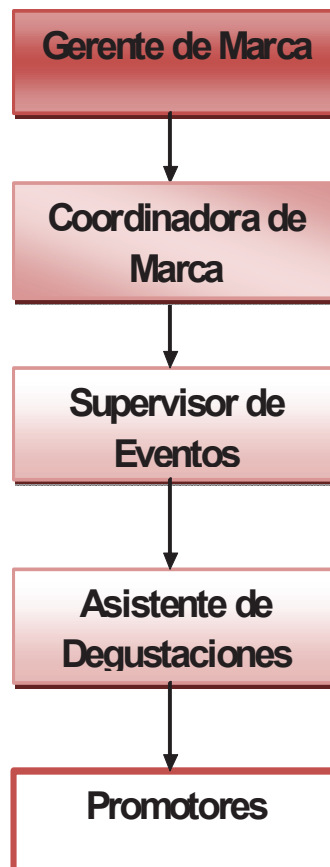 Gerente de Marca
Coordinadora de
Marca
Supervisor de
Eventos
Asistente de
Degustaciones
Promotores